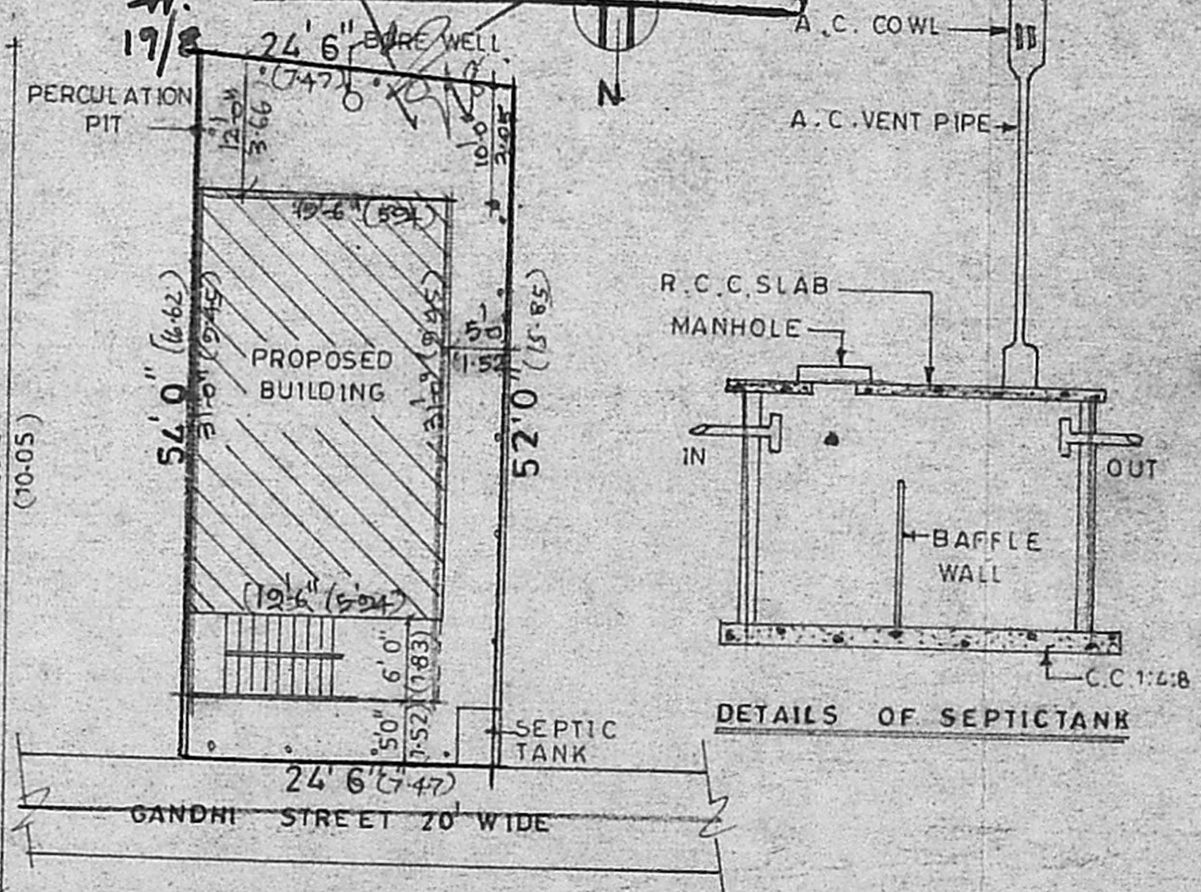 19/8
24' 6"
(7.47)
BORE WELL
N
A.C. COWL
PERCULATION
PIT
12'-0"
3.66
10'0
3.05
A.C. VENT PIPE
19'-6" (5.94)
54' 0" (16.62)
31'-0" (9.45)
PROPOSED
BUILDING
31'-0 (9.45)
5'0
1.52
52' 0" (15.85)
(10.05)
R.C.C. SLAB
MANHOLE
IN
OUT
BAFFLE
WALL
C.C 1:4:8
DETAILS OF SEPTICTANK
(19'-6" (5.94)
6' 0"
(1.83)
5'0"
1.52)
SEPTIC
TANK
24' 6" (7.47)
GANDHI STREET 20' WIDE